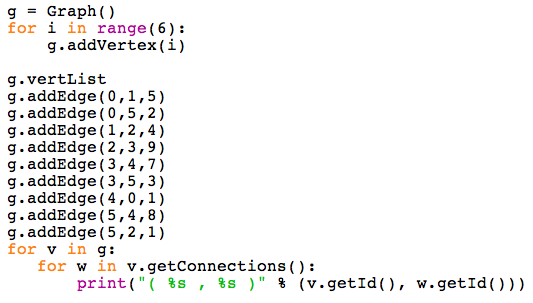 g = Graph()
for i in range(6):
    g.addVertex(i)

g.vertList
g.addEdge(0,1,5)
g.addEdge(0,5,2)
g.addEdge(1,2,4)
g.addEdge(2,3,9)
g.addEdge(3,4,7)
g.addEdge(3,5,3)
g.addEdge(4,0,1)
g.addEdge(5,4,8)
g.addEdge(5,2,1)
for v in g:
   for w in v.getConnections():
       print("( %s , %s )" % (v.getId(), w.getId()))